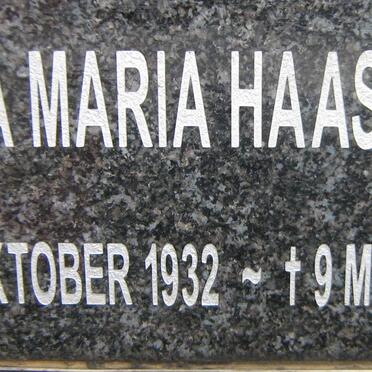 A MARIA HAAS
KTOBER 1932 ~ † 9 M